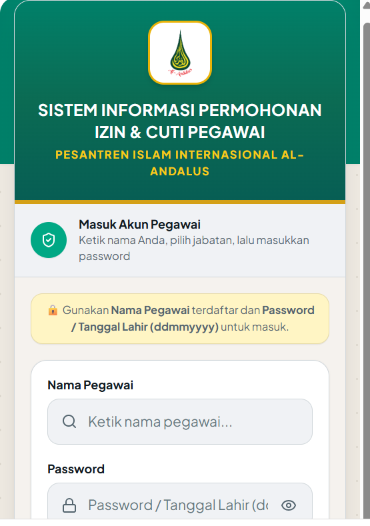 SISTEM INFORMASI PERMOHONAN
IZIN & CUTI PEGAWAI
PESANTREN ISLAM INTERNASIONAL AL-
ANDALUS
Masuk Akun Pegawai
Ketik nama Anda, pilih jabatan, lalu masukkan
password
🔒 Gunakan Nama Pegawai terdaftar dan Password
/ Tanggal Lahir (ddmmyyyy) untuk masuk.
Nama Pegawai
Ketik nama pegawai...
Password
Password / Tanggal Lahir (dd